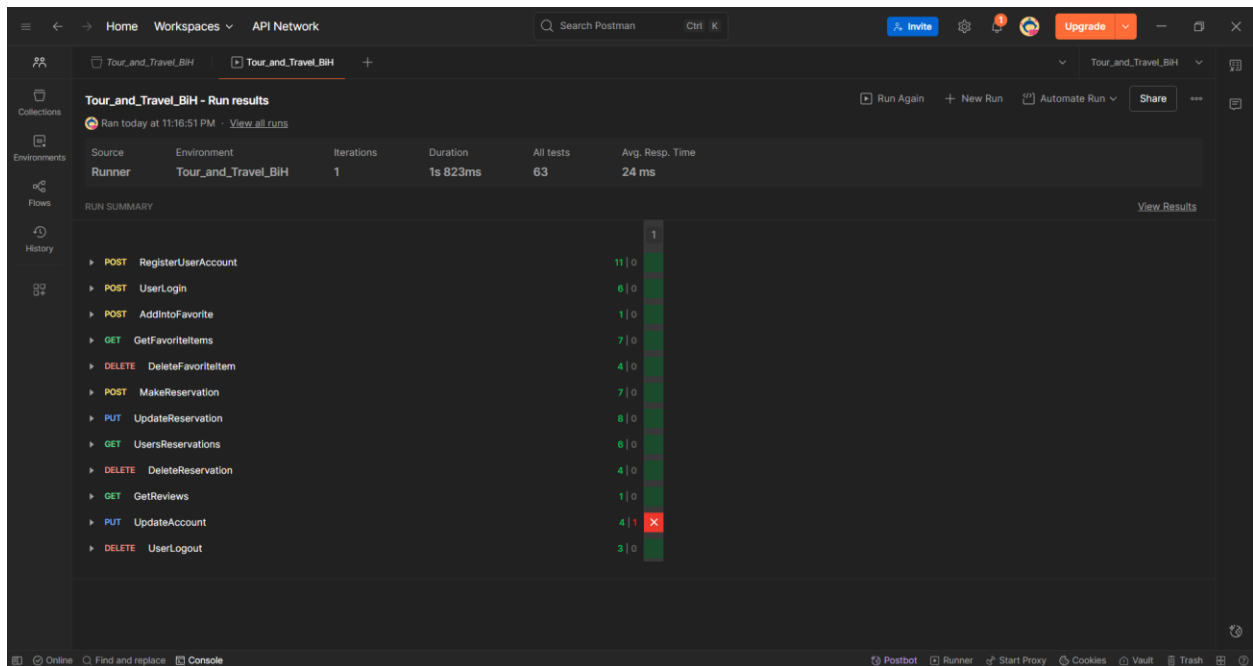 Home Workspaces API Network Search Postman Ctrl K Invite 1 Upgrade
Tour_and_Travel_BiH Tour_and_Travel_BiH Tour_and_Travel_BiH
Collections
Environments
Flows
History
Tour_and_Travel_BiH - Run results Run Again New Run Automate Run Share
Ran today at 11:16:51 PM · View all runs
Source Environment Iterations Duration All tests Avg. Resp. Time
Runner Tour_and_Travel_BiH 1 1s 823ms 63 24 ms
RUN SUMMARY View Results
1
POST RegisterUserAccount 11 | 0
POST UserLogin 6 | 0
POST AddIntoFavorite 1 | 0
GET GetFavoriteItems 7 | 0
DELETE DeleteFavoriteItem 4 | 0
POST MakeReservation 7 | 0
PUT UpdateReservation 8 | 0
GET UsersReservations 6 | 0
DELETE DeleteReservation 4 | 0
GET GetReviews 1 | 0
PUT UpdateAccount 4 | 1
DELETE UserLogout 3 | 0
Online Find and replace Console Postbot Runner Start Proxy Cookies Vault Trash